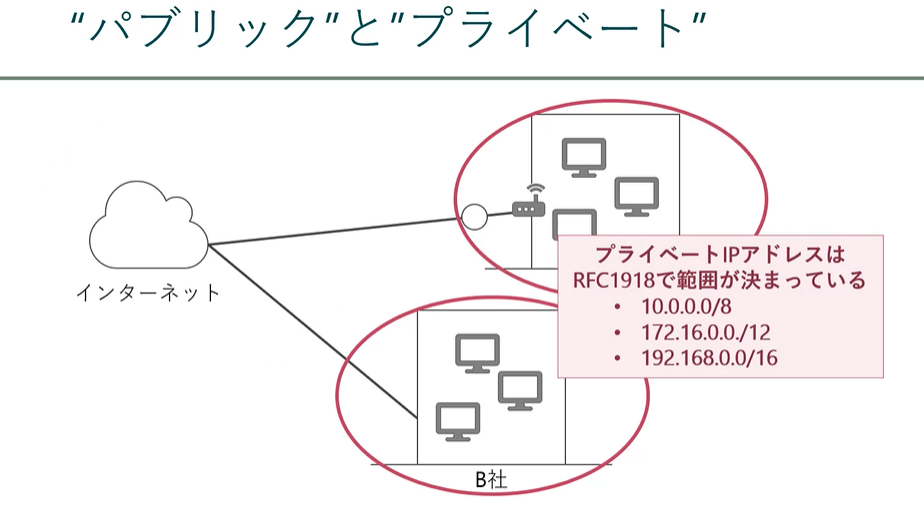 “パブリック”と”プライベート”
インターネット
プライベートIPアドレスは
RFC1918で範囲が決まっている
• 10.0.0.0/8
• 172.16.0.0./12
• 192.168.0.0/16
B社